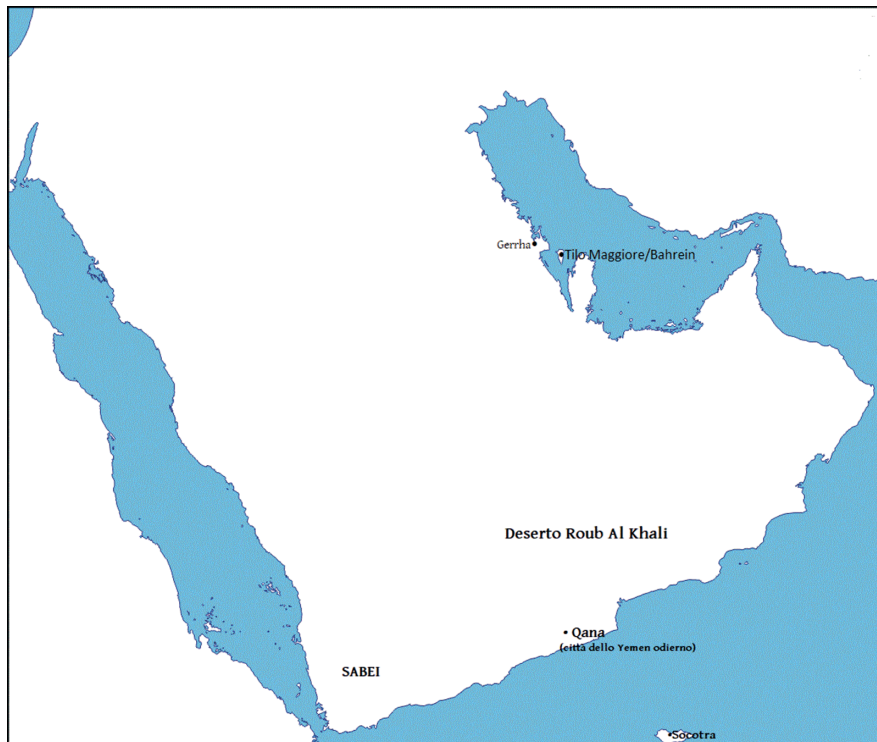 Gerrha
Tilo Maggiore/Bahrein
Deserto Roub Al Khali
Qana
(città dello Yemen odierno)
SABEI
Socotra